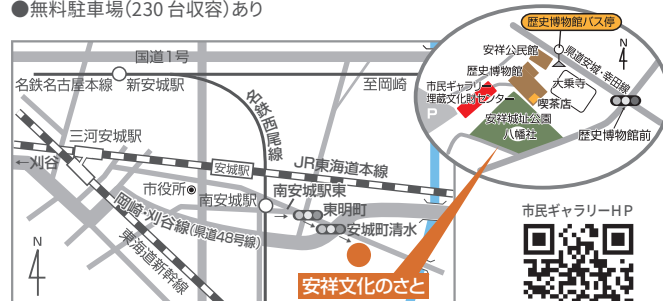 ●無料駐車場(230台収容)あり
国道1号
名鉄名古屋本線
新安城駅
至岡崎
名鉄西尾線
三河安城駅
←刈谷
安城駅
JR東海道本線
市役所
南安城駅
南安城駅東
東明町
安城町清水
岡崎・刈谷線(県道48号線)
東海道新幹線
N
安祥文化のさと
歴史博物館バス停
安祥公民館
県道安城・幸田線
N
歴史博物館
大乗寺
市民ギャラリー
埋蔵文化財センター
喫茶店
P
安祥城址公園
八幡社
歴史博物館前
市民ギャラリーHP